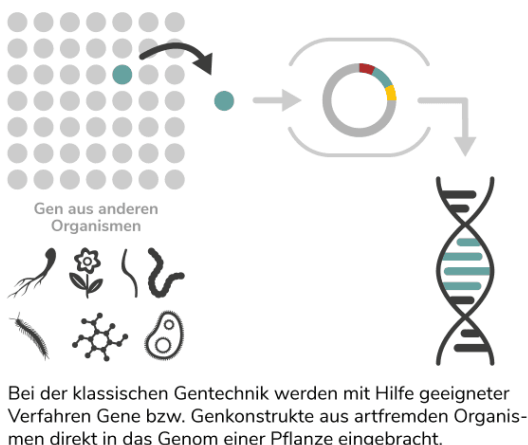 Gen aus anderen
Organismen
Bei der klassischen Gentechnik werden mit Hilfe geeigneter
Verfahren Gene bzw. Genkonstrukte aus artfremden Organis-
men direkt in das Genom einer Pflanze eingebracht.